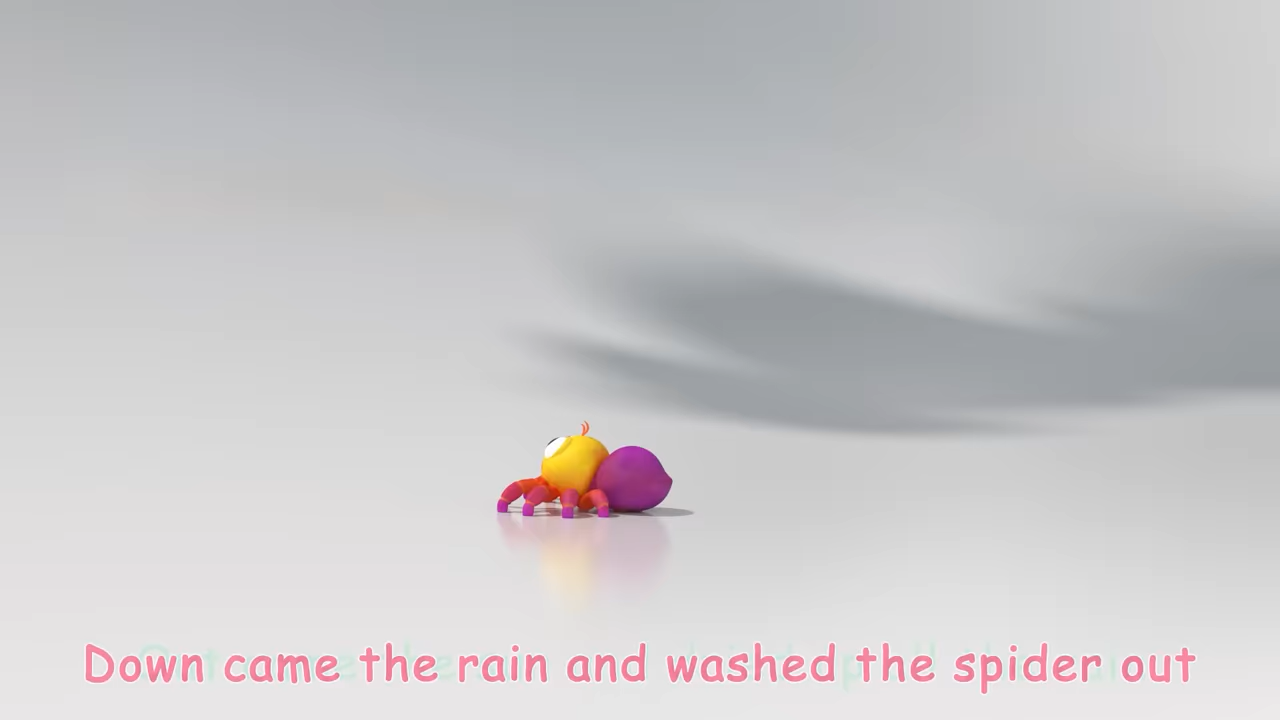 Down came the rain and washed the spider out